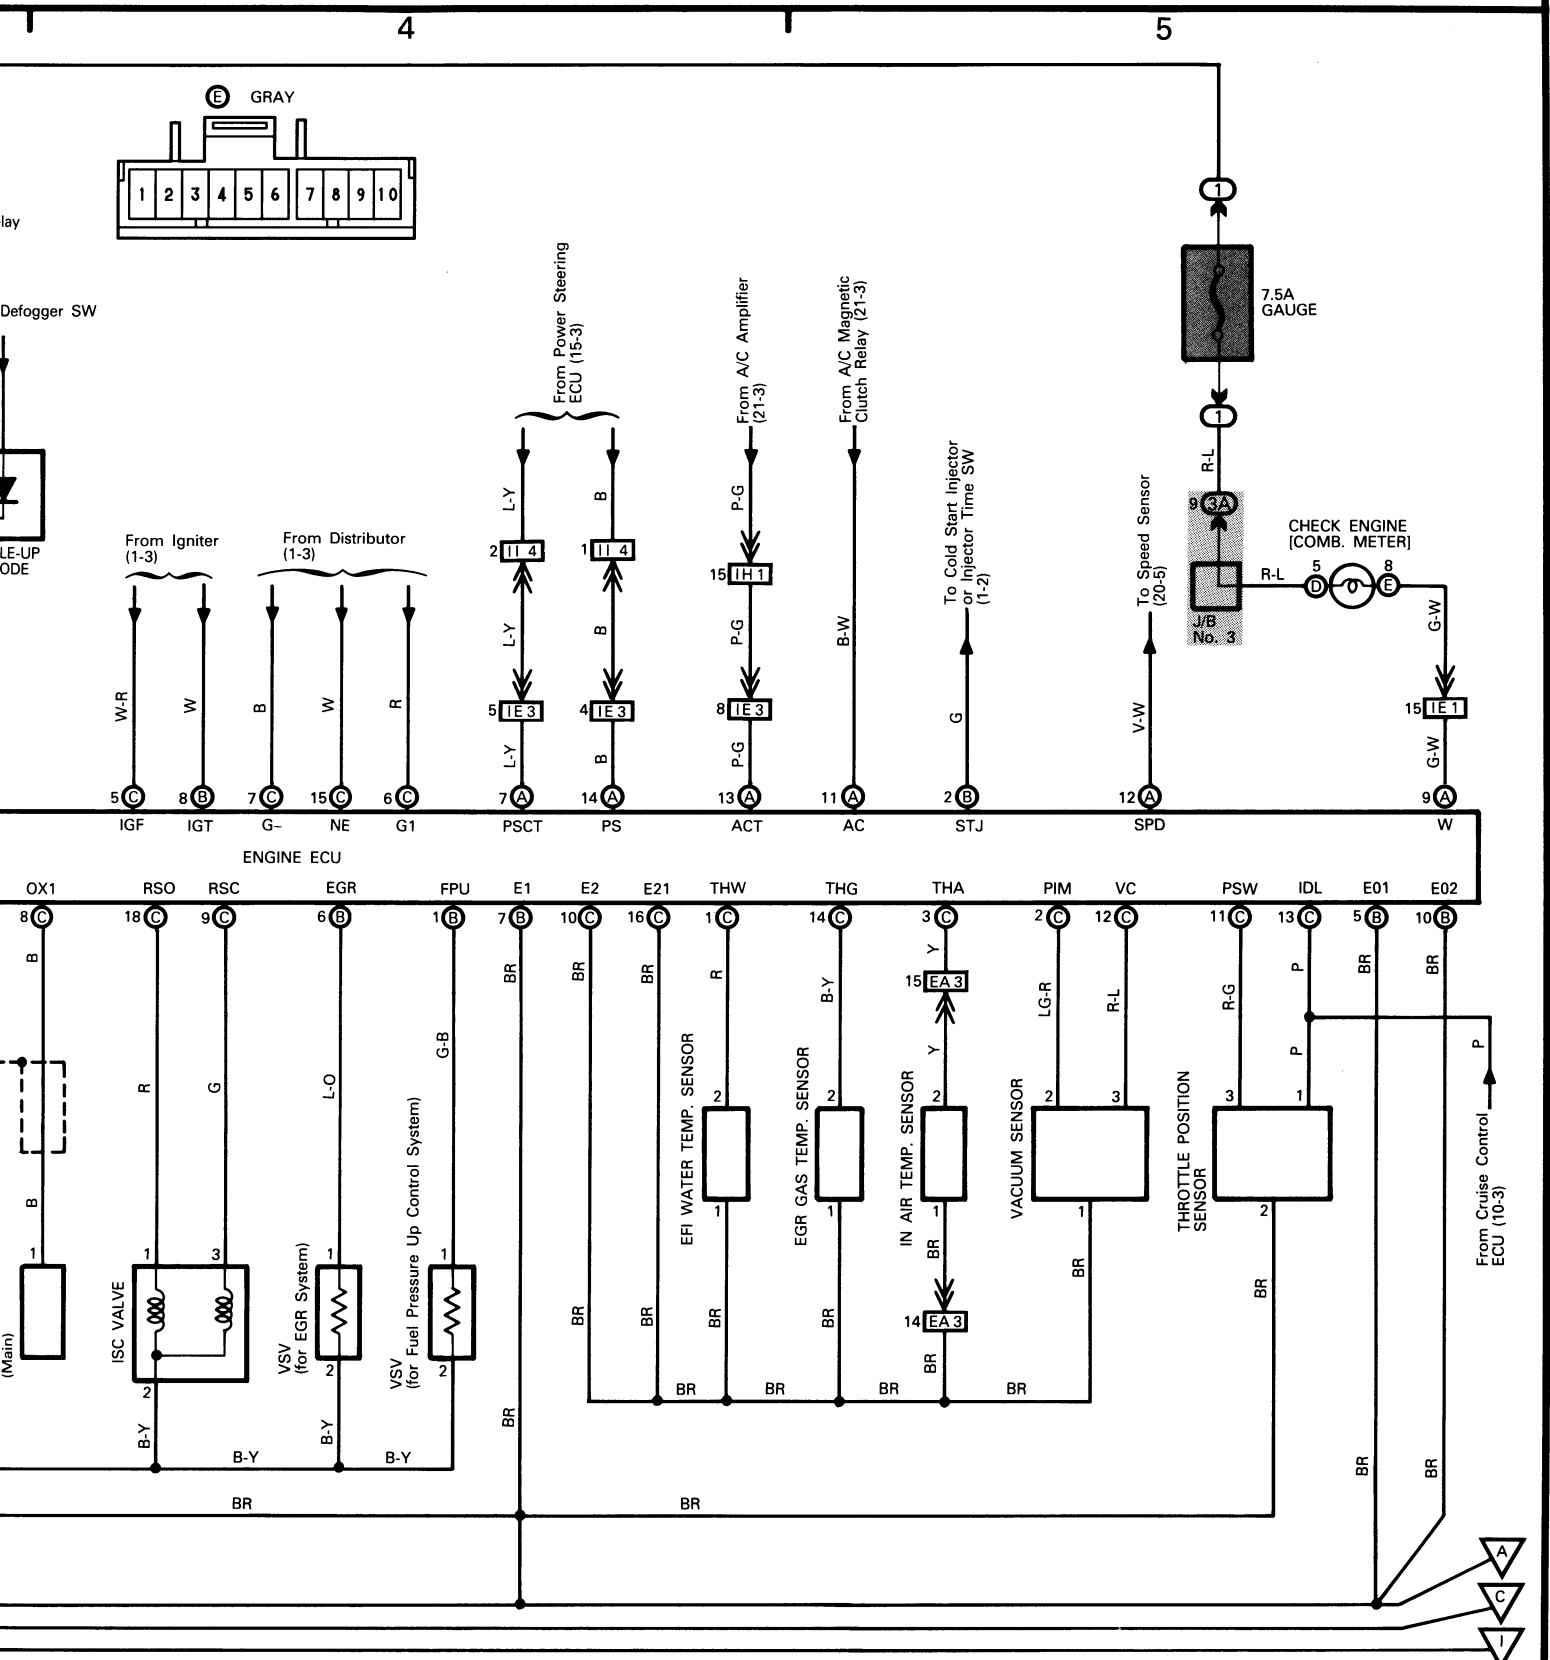 4
5
E GRAY
1 2 3 4 5 6 7 8 9 10
lay
Defogger SW
LE-UP
ODE
From Igniter
(1-3)
From Distributor
(1-3)
From Power Steering
ECU (15-3)
From A/C Amplifier
(21-3)
From A/C Magnetic
Clutch Relay (21-3)
To Cold Start Injector
or Injector Time SW
(1-2)
To Speed Sensor
(20-5)
1
7.5A
GAUGE
1
R-L
9 3A
J/B
No. 3
R-L
CHECK ENGINE
[COMB. METER]
5 D
8 E
G-W
15 IE1
G-W
L-Y
B
P-G
2 II4
1 II4
15 IH1
L-Y
B
P-G
B-W
5 IE3
4 IE3
8 IE3
W-R
W
B
W
R
L-Y
B
P-G
G
V-W
5 C
8 B
7 C
15 C
6 C
7 A
14 A
13 A
11 A
2 B
12 A
9 A
IGF IGT G− NE G1 PSCT PS ACT AC STJ SPD W
ENGINE ECU
OX1 RSO RSC EGR FPU E1 E2 E21 THW THG THA PIM VC PSW IDL E01 E02
8 C
18 C
9 C
6 B
1 B
7 B
10 C
16 C
1 C
14 C
3 C
2 C
12 C
11 C
13 C
5 B
10 B
B
R
G
L-O
G-B
BR
BR
BR
R
B-Y
Y
15 EA3
Y
LG-R
R-L
R-G
P
P
P
BR
BR
B
1
(Main)
1 3
ISC VALVE
2
1
VSV
(for EGR System)
2
1
VSV
(for Fuel Pressure Up Control System)
2
2
EFI WATER TEMP. SENSOR
1
2
EGR GAS TEMP. SENSOR
1
2
IN AIR TEMP. SENSOR
1
2 3
VACUUM SENSOR
1
3 1
THROTTLE POSITION
SENSOR
2
From Cruise Control
ECU (10-3)
BR
14 EA3
BR
BR
BR
BR
BR
BR
BR
BR
BR BR BR BR
B-Y
B-Y
B-Y B-Y
BR
BR
BR
BR BR
A
C
I